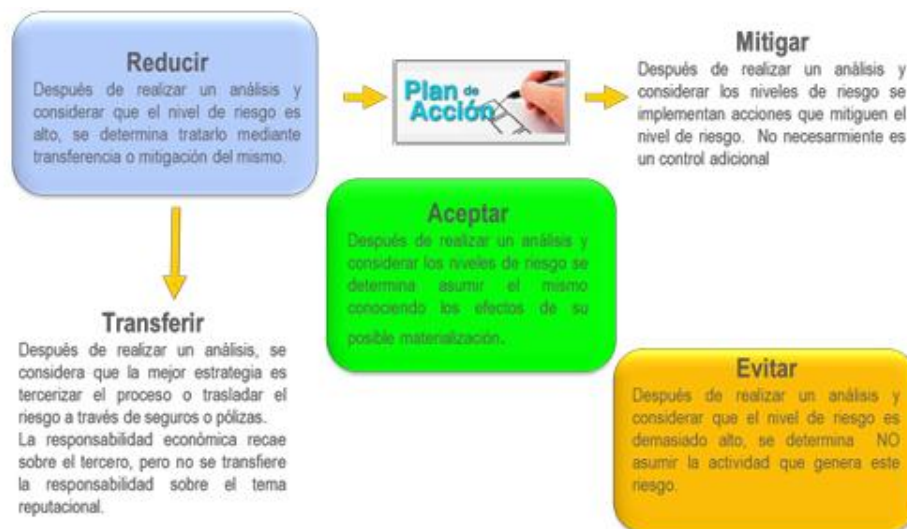 Reducir
Después de realizar un análisis y
considerar que el nivel de riesgo es
alto, se determina tratarlo mediante
transferencia o mitigación del mismo.
Plan de
Acción
Mitigar
Después de realizar un análisis y
considerar los niveles de riesgo se
implementan acciones que mitiguen el
nivel de riesgo. No necesarmiente es
un control adicional
Aceptar
Después de realizar un análisis y
considerar los niveles de riesgo se
determina asumir el mismo
conociendo los efectos de su
posible materialización.
Transferir
Después de realizar un análisis, se
considera que la mejor estrategia es
tercerizar el proceso o trasladar el
riesgo a través de seguros o pólizas.
La responsabilidad económica recae
sobre el tercero, pero no se transfiere
la responsabilidad sobre el tema
reputacional.
Evitar
Después de realizar un análisis y
considerar que el nivel de riesgo es
demasiado alto, se determina NO
asumir la actividad que genera este
riesgo.